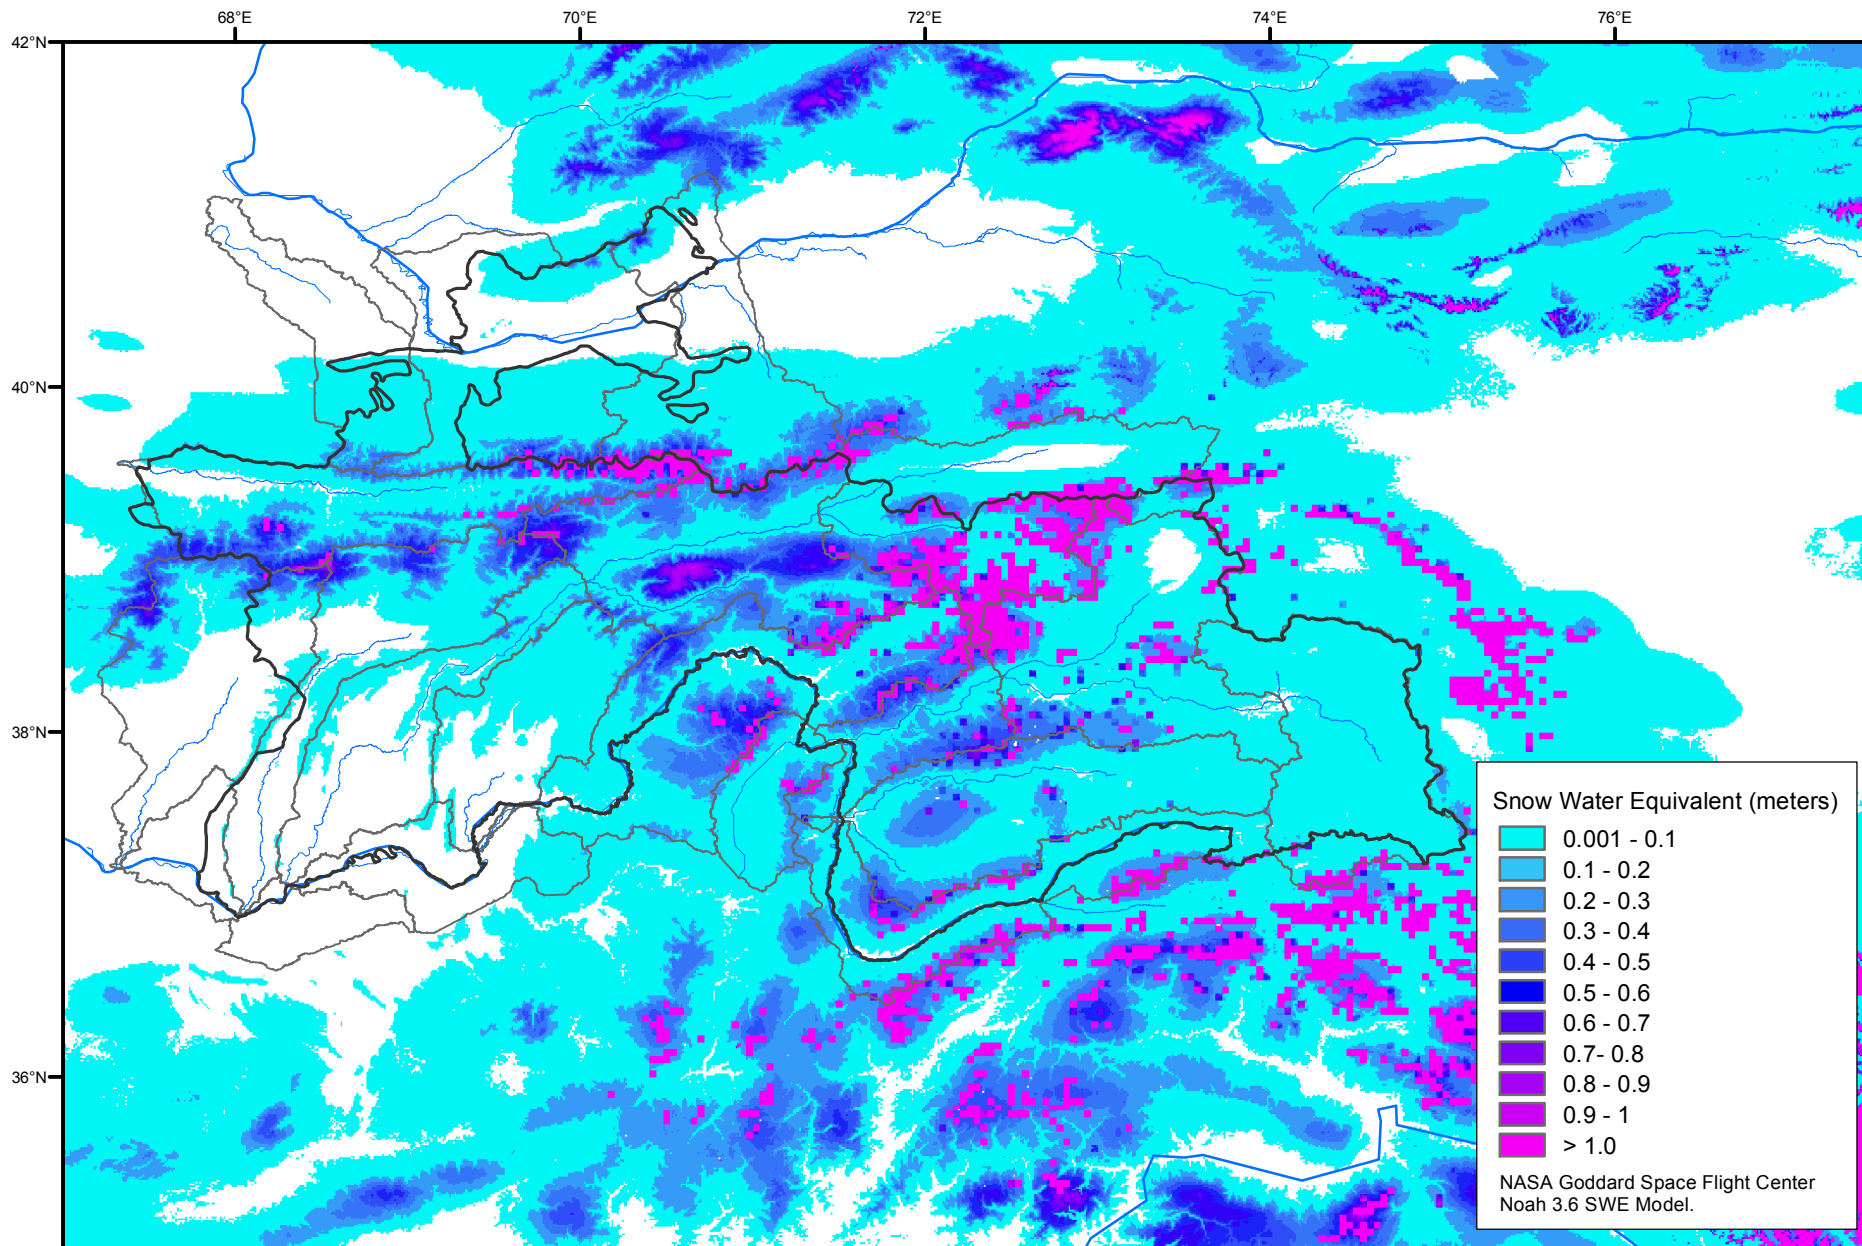 68°E
70°E
72°E
74°E
76°E
42°N
40°N
38°N
36°N
Snow Water Equivalent (meters)
0.001 - 0.1
0.1 - 0.2
0.2 - 0.3
0.3 - 0.4
0.4 - 0.5
0.5 - 0.6
0.6 - 0.7
0.7- 0.8
0.8 - 0.9
0.9 - 1
> 1.0
NASA Goddard Space Flight Center
Noah 3.6 SWE Model.